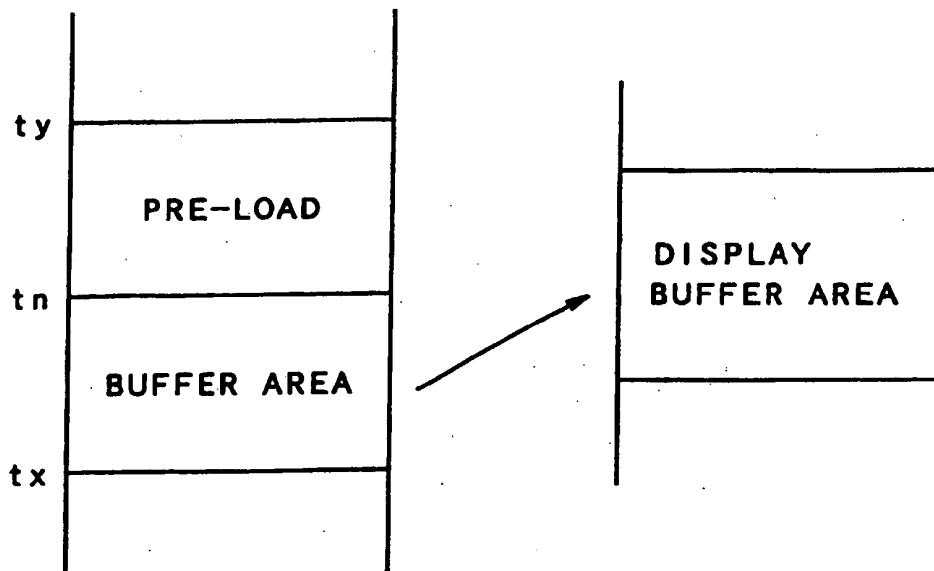 ty
PRE-LOAD
tn
BUFFER AREA
tx
DISPLAY
BUFFER AREA